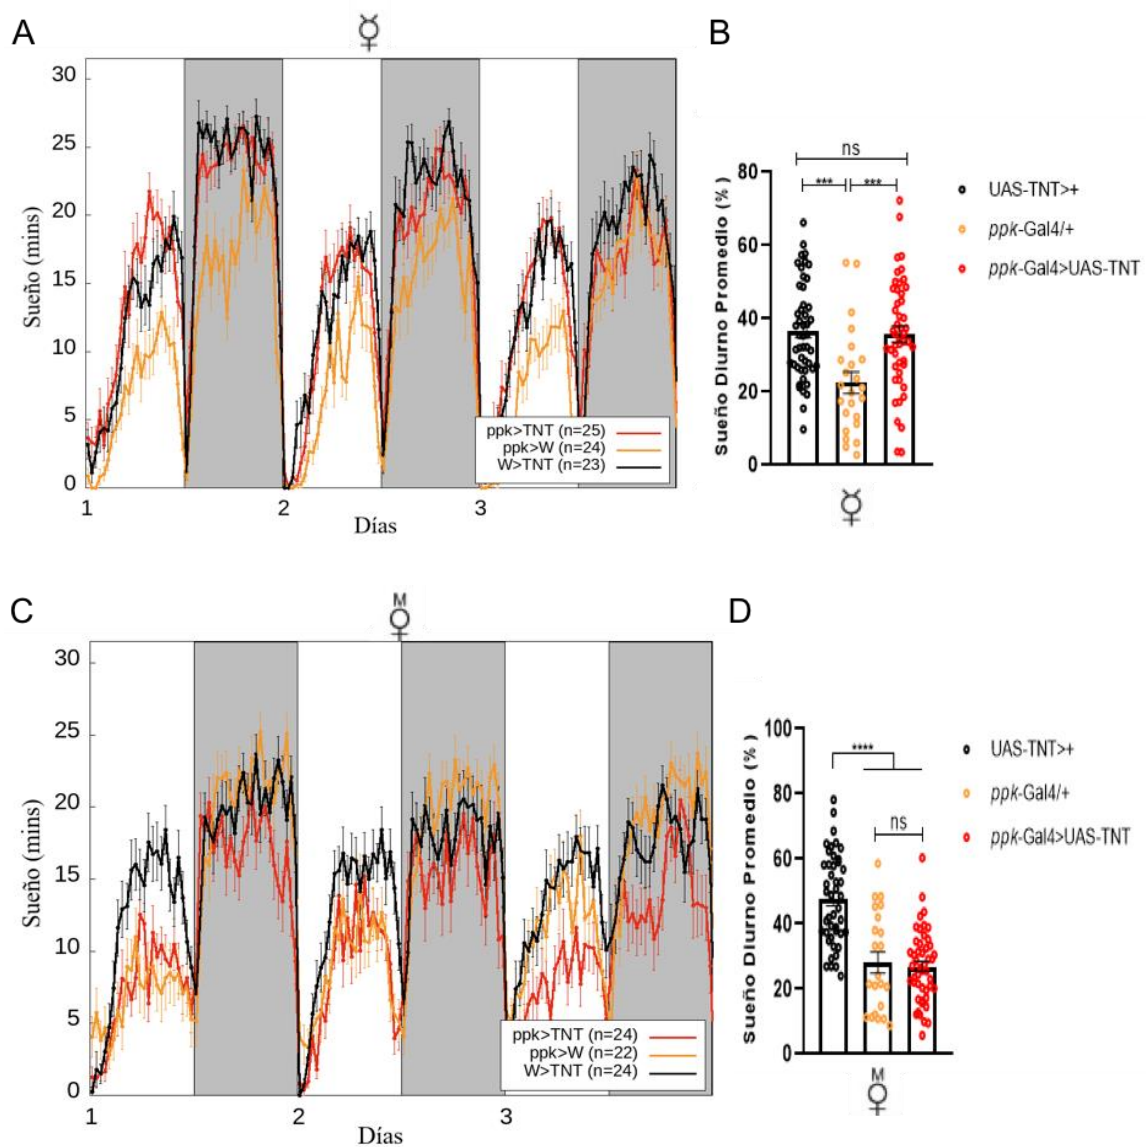 A
B
Sueño (mins)
30
25
20
15
10
5
0
1
2
3
Días
ppk>TNT (n=25)
ppk>W (n=24)
W>TNT (n=23)
Sueño Diurno Promedio (%)
80
60
40
20
0
ns
*** ***
UAS-TNT>+
ppk-Gal4/+
ppk-Gal4>UAS-TNT
C
D
M
Sueño (mins)
30
25
20
15
10
5
0
1
2
3
Días
ppk>TNT (n=24)
ppk>W (n=22)
W>TNT (n=24)
Sueño Diurno Promedio (%)
100
80
60
40
20
0
****
ns
M
UAS-TNT>+
ppk-Gal4/+
ppk-Gal4>UAS-TNT